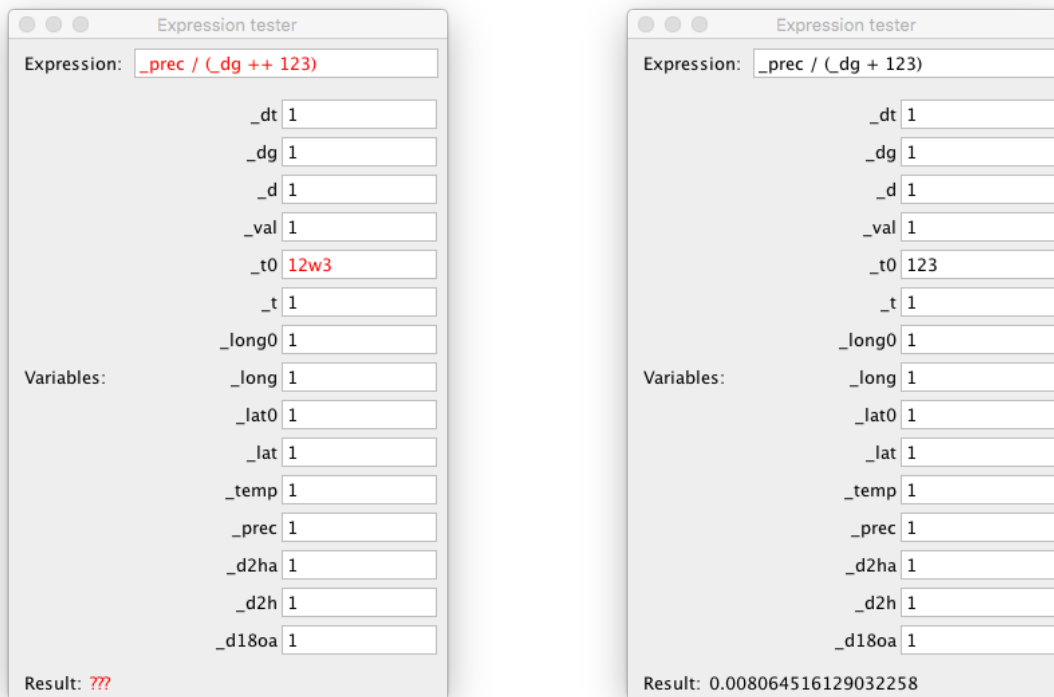 Expression tester
Expression: _prec / (_dg ++ 123)
_dt 1
_dg 1
_d 1
_val 1
_t0 12w3
_t 1
_long0 1
Variables: _long 1
_lat0 1
_lat 1
_temp 1
_prec 1
_d2ha 1
_d2h 1
_d18oa 1
Result: ???
Expression tester
Expression: _prec / (_dg + 123)
_dt 1
_dg 1
_d 1
_val 1
_t0 123
_t 1
_long0 1
Variables: _long 1
_lat0 1
_lat 1
_temp 1
_prec 1
_d2ha 1
_d2h 1
_d18oa 1
Result: 0.008064516129032258